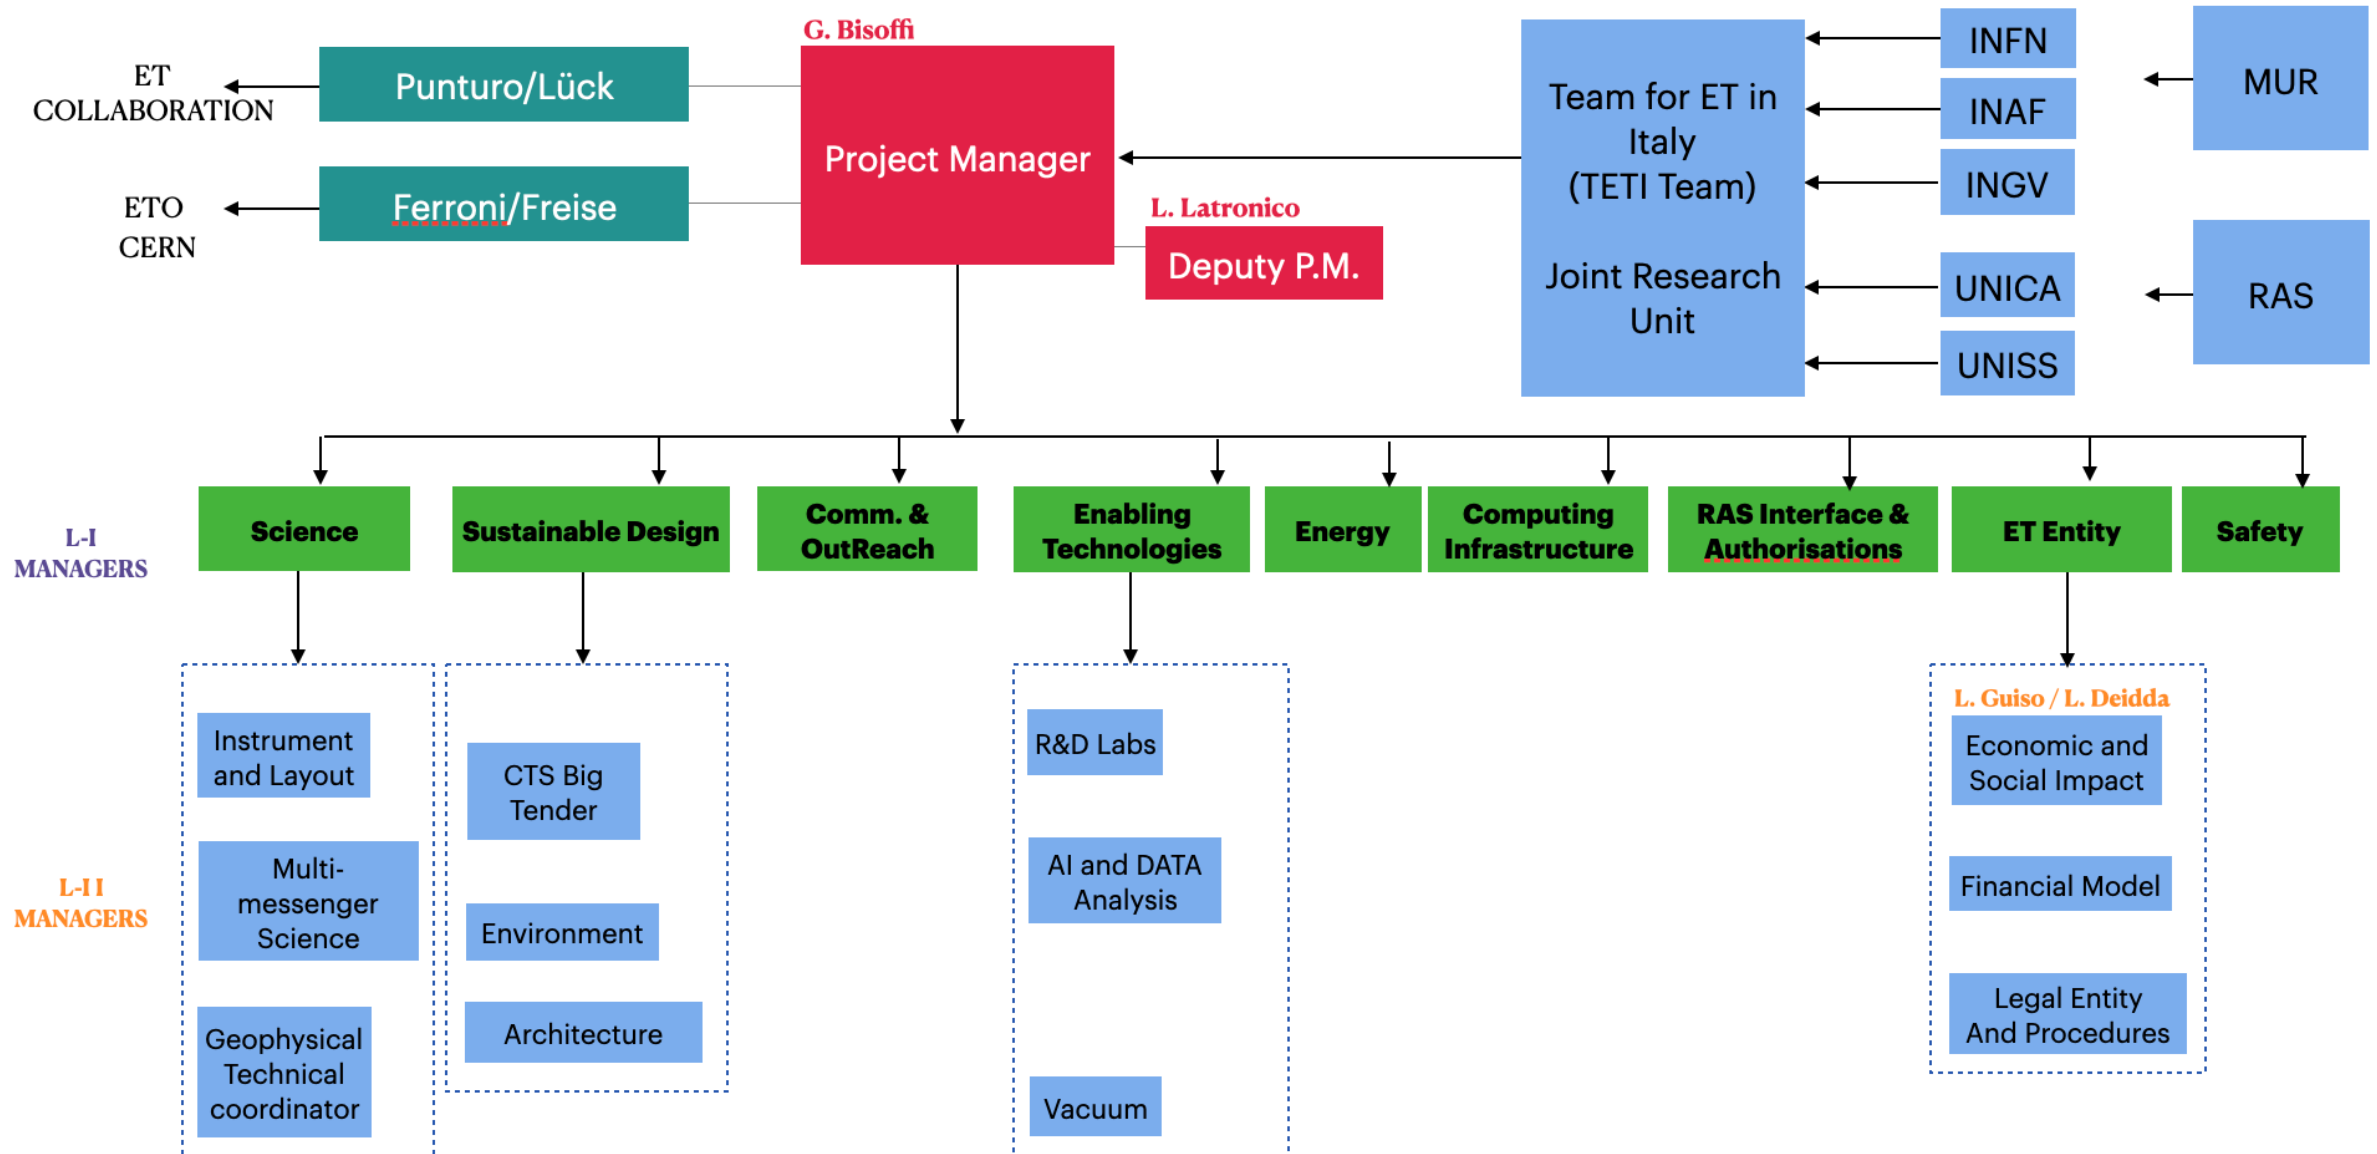 G. Bisoffi
ET
COLLABORATION
Punturo/Lück
Project Manager
Ferroni/Freise
ETO
CERN
L. Latronico
Deputy P.M.
Team for ET in
Italy
(TETI Team)
Joint Research
Unit
INFN
INAF
INGV
UNICA
UNISS
MUR
RAS
L-I
MANAGERS
Science
Sustainable Design
Comm. &
OutReach
Enabling
Technologies
Energy
Computing
Infrastructure
RAS Interface &
Authorisations
ET Entity
Safety
L-I I
MANAGERS
Instrument
and Layout
Multi-
messenger
Science
Geophysical
Technical
coordinator
CTS Big
Tender
Environment
Architecture
R&D Labs
AI and DATA
Analysis
Vacuum
L. Guiso / L. Deidda
Economic and
Social Impact
Financial Model
Legal Entity
And Procedures